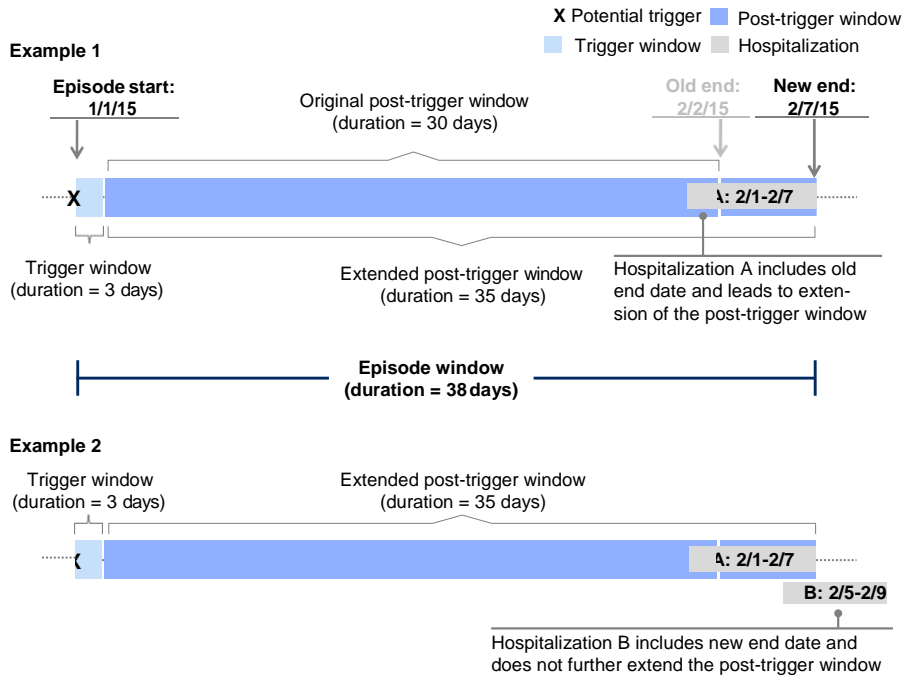 X Potential trigger
Post-trigger window
Trigger window
Hospitalization
Example 1
Episode start:
1/1/15
Original post-trigger window
(duration = 30 days)
Old end:
2/2/15
New end:
2/7/15
X
A: 2/1-2/7
Trigger window
(duration = 3 days)
Extended post-trigger window
(duration = 35 days)
Hospitalization A includes old
end date and leads to exten-
sion of the post-trigger window
Episode window
(duration = 38 days)
Example 2
Trigger window
(duration = 3 days)
Extended post-trigger window
(duration = 35 days)
X
A: 2/1-2/7
B: 2/5-2/9
Hospitalization B includes new end date and
does not further extend the post-trigger window